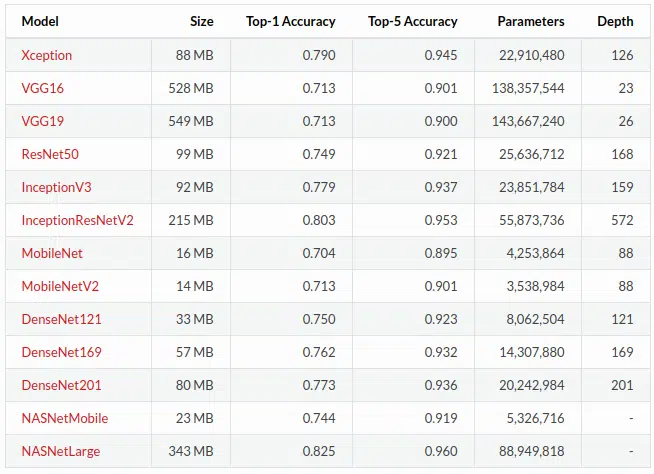 Model Size Top-1 Accuracy Top-5 Accuracy Parameters Depth
Xception 88 MB 0.790 0.945 22,910,480 126
VGG16 528 MB 0.713 0.901 138,357,544 23
VGG19 549 MB 0.713 0.900 143,667,240 26
ResNet50 99 MB 0.749 0.921 25,636,712 168
InceptionV3 92 MB 0.779 0.937 23,851,784 159
InceptionResNetV2 215 MB 0.803 0.953 55,873,736 572
MobileNet 16 MB 0.704 0.895 4,253,864 88
MobileNetV2 14 MB 0.713 0.901 3,538,984 88
DenseNet121 33 MB 0.750 0.923 8,062,504 121
DenseNet169 57 MB 0.762 0.932 14,307,880 169
DenseNet201 80 MB 0.773 0.936 20,242,984 201
NASNetMobile 23 MB 0.744 0.919 5,326,716 -
NASNetLarge 343 MB 0.825 0.960 88,949,818 -